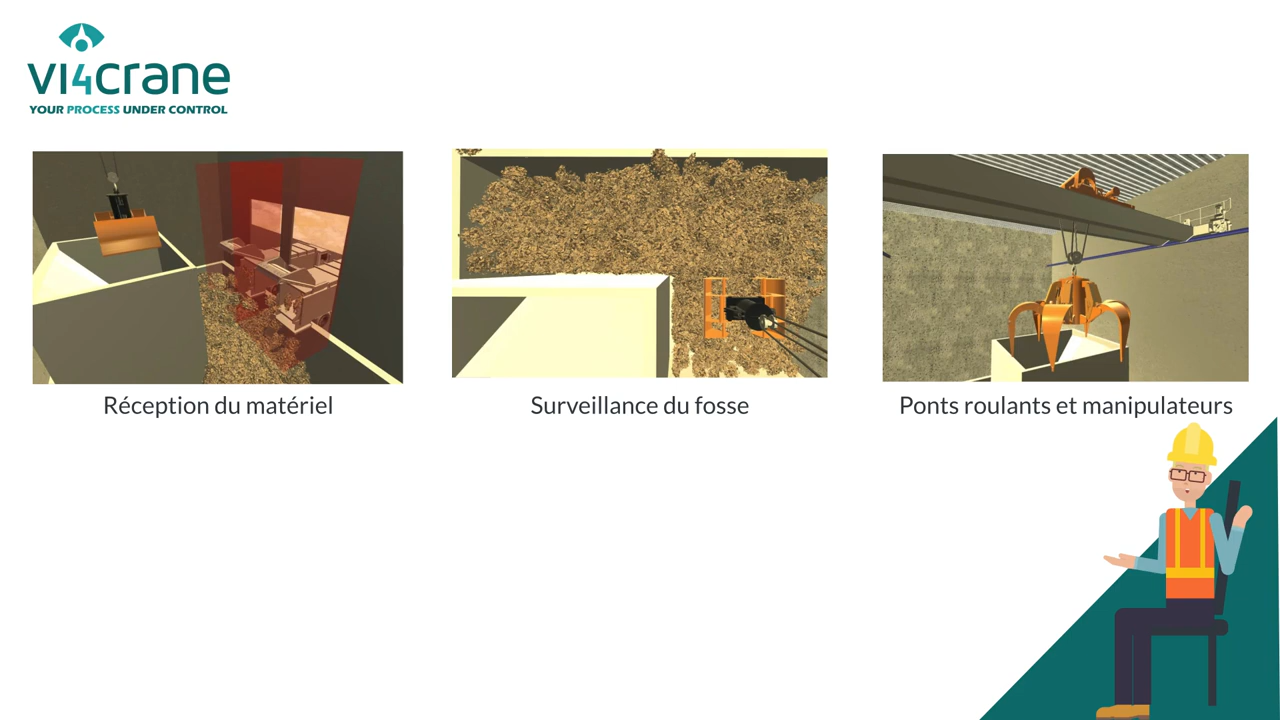 vi4crane
YOUR PROCESS UNDER CONTROL
Réception du matériel
Surveillance du fosse
Ponts roulants et manipulateurs